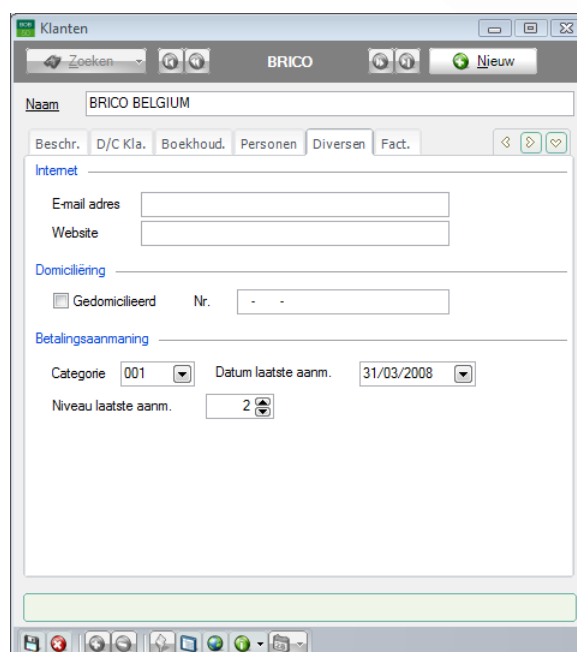 Klanten
Zoeken BRICO Nieuw
Naam BRICO BELGIUM
Beschr. D/C Kla. Boekhoud. Personen Diversen Fact.
Internet
E-mail adres
Website
Domiciliëring
Gedomicilieerd Nr. - -
Betalingsaanmaning
Categorie 001 Datum laatste aanm. 31/03/2008
Niveau laatste aanm. 2